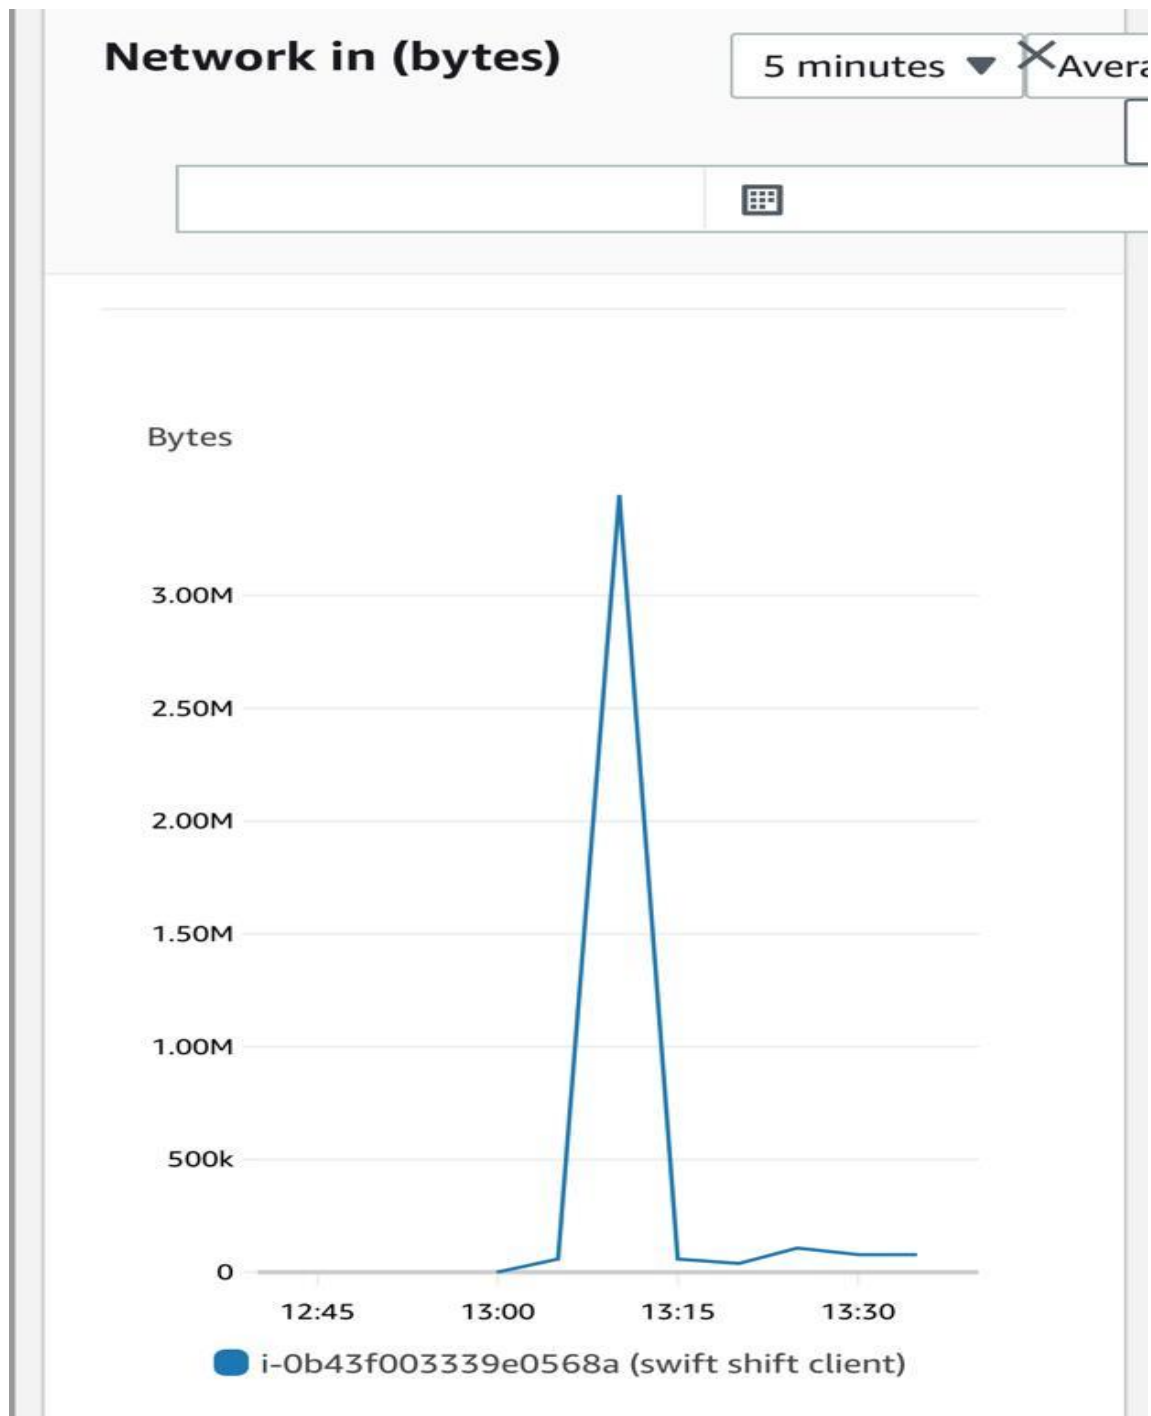 Network in (bytes)
5 minutes
Avera
Bytes
3.00M
2.50M
2.00M
1.50M
1.00M
500k
0
12:45 13:00 13:15 13:30
i-0b43f003339e0568a (swift shift client)